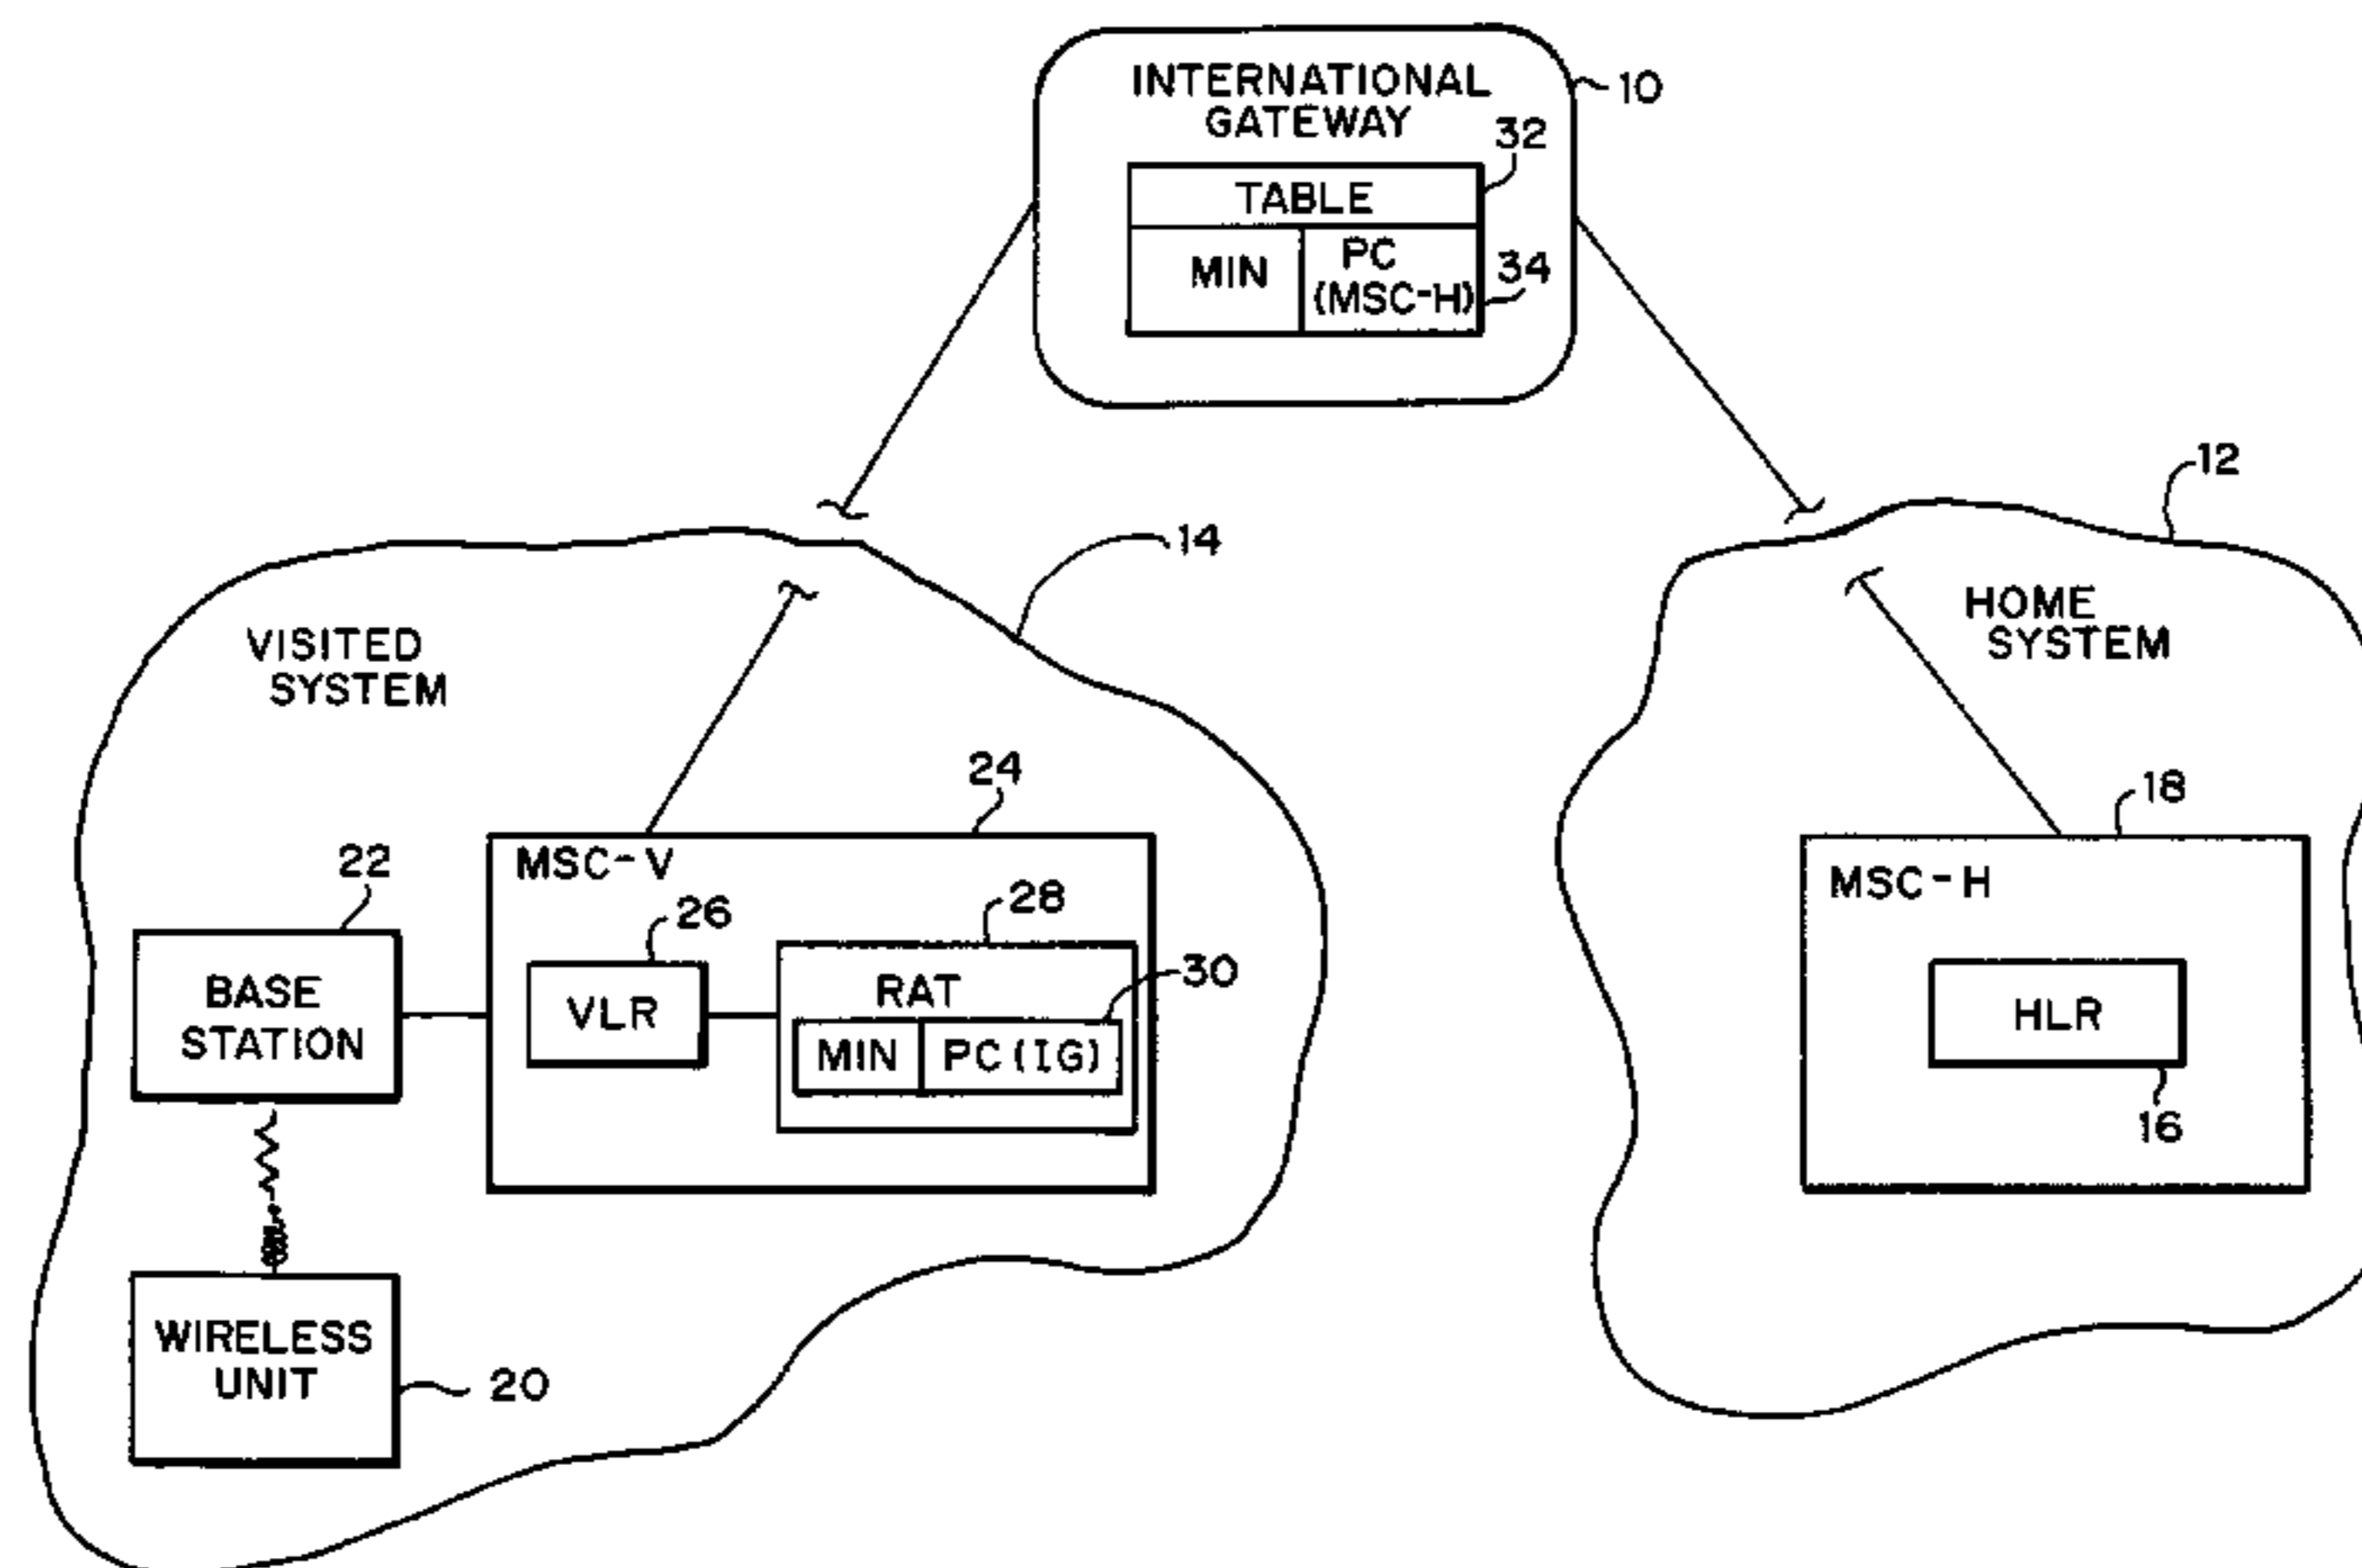 INTERNATIONAL
GATEWAY
10
32
TABLE
MIN
PC
(MSC-H)
34
12
14
VISITED
SYSTEM
HOME
SYSTEM
24
18
MSC-V
MSC-H
22
26
28
30
BASE
STATION
VLR
RAT
MIN
PC (IG)
HLR
16
WIRELESS
UNIT
20